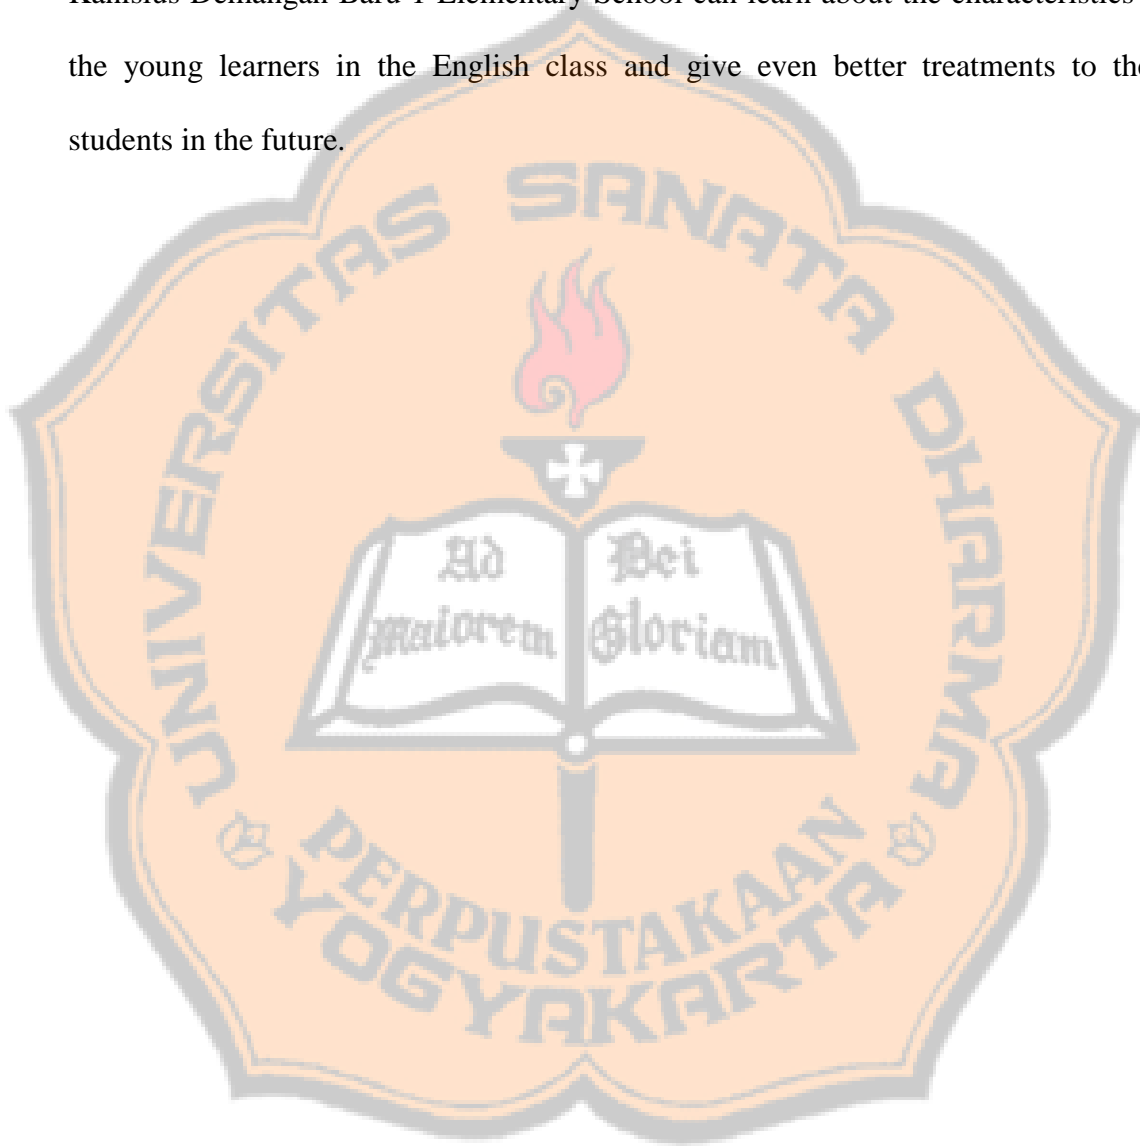 Kanisius Demangan Baru 1 Elementary School can learn about the characteristics
the young learners in the English class and give even better treatments to the
students in the future.
UNIVERSITAS SANATA DHARMA
Ad Dei
Maiorem Gloriam
PERPUSTAKAAN
YOGYAKARTA